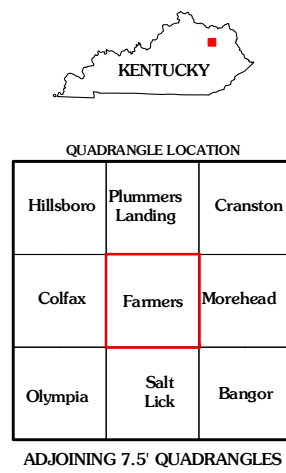 KENTUCKY
QUADRANGLE LOCATION
Hillsboro
Plummers
Landing
Cranston
Colfax
Farmers
Morehead
Olympia
Salt
Lick
Bangor
ADJOINING 7.5' QUADRANGLES